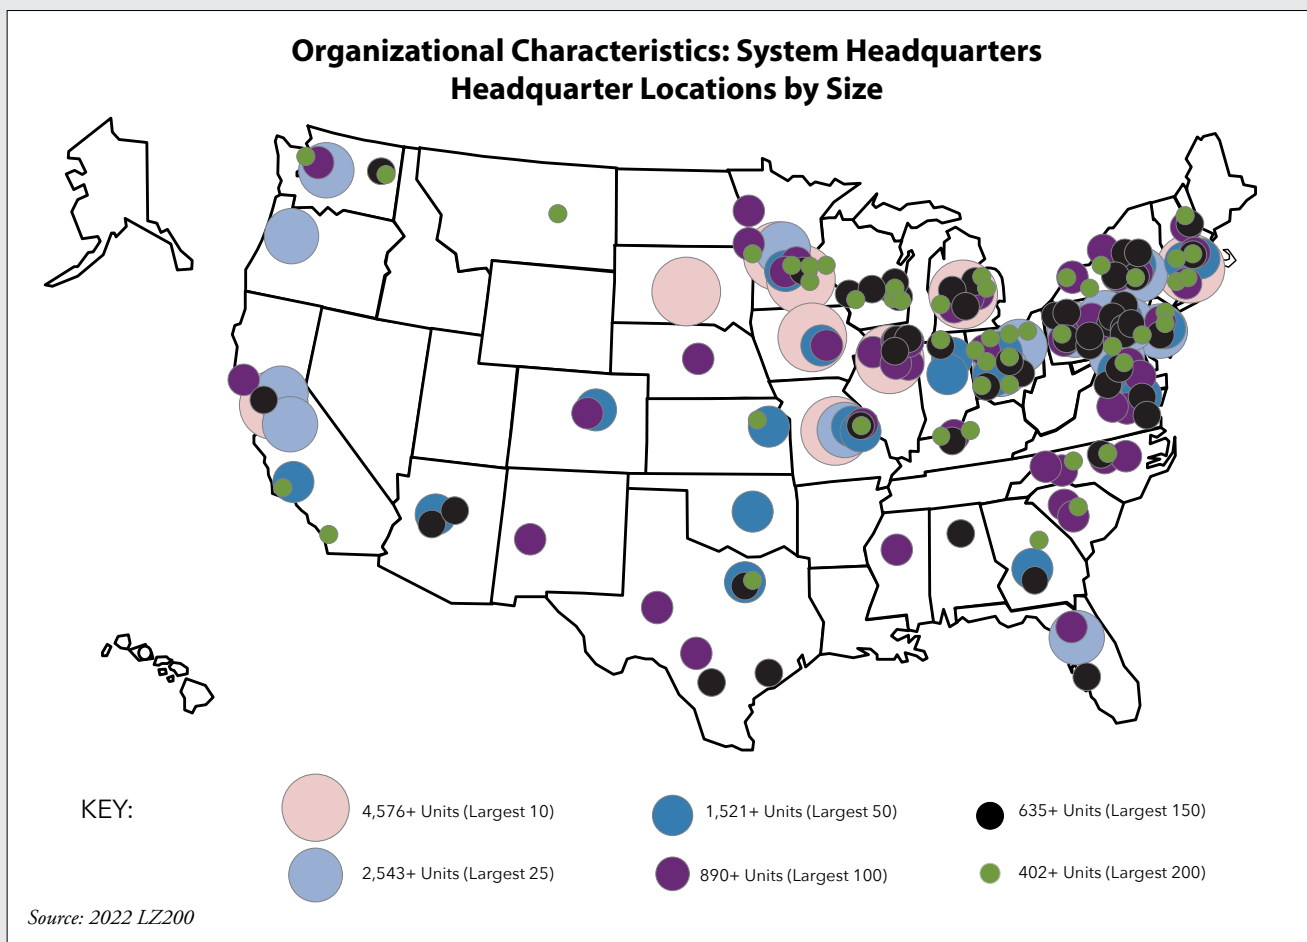 Organizational Characteristics: System Headquarters
Headquarter Locations by Size
KEY:
4,576+ Units (Largest 10)
1,521+ Units (Largest 50)
635+ Units (Largest 150)
2,543+ Units (Largest 25)
890+ Units (Largest 100)
402+ Units (Largest 200)
Source: 2022 LZ200